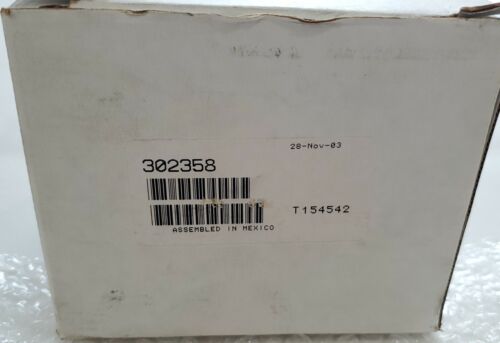 28-Nov-03
302358
T154542
ASSEMBLED IN MEXICO